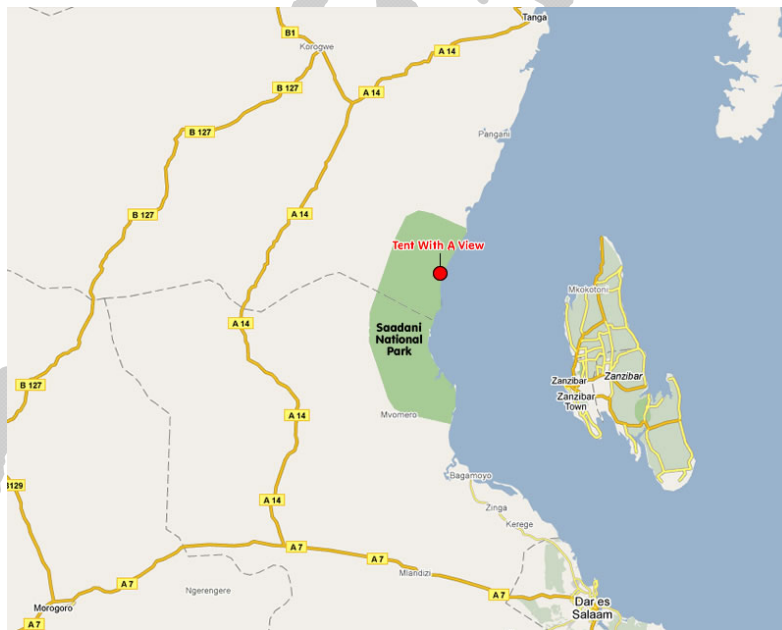 Tanga
B1
Korogwe
A 14
B 127
A 14
B 127
Pangani
B 127
A 14
Tent With A View
Mkokotoni
A 14
Saadani
National
Park
Zanzibar
Zanzibar
Town
B 127
Mvomero
A 14
Bagamoyo
B129
A 14
Zinga
Kerege
A 7
A 7
Mlandizi
A 7
Ngerengere
A 7
Morogoro
Dar es
Salaam